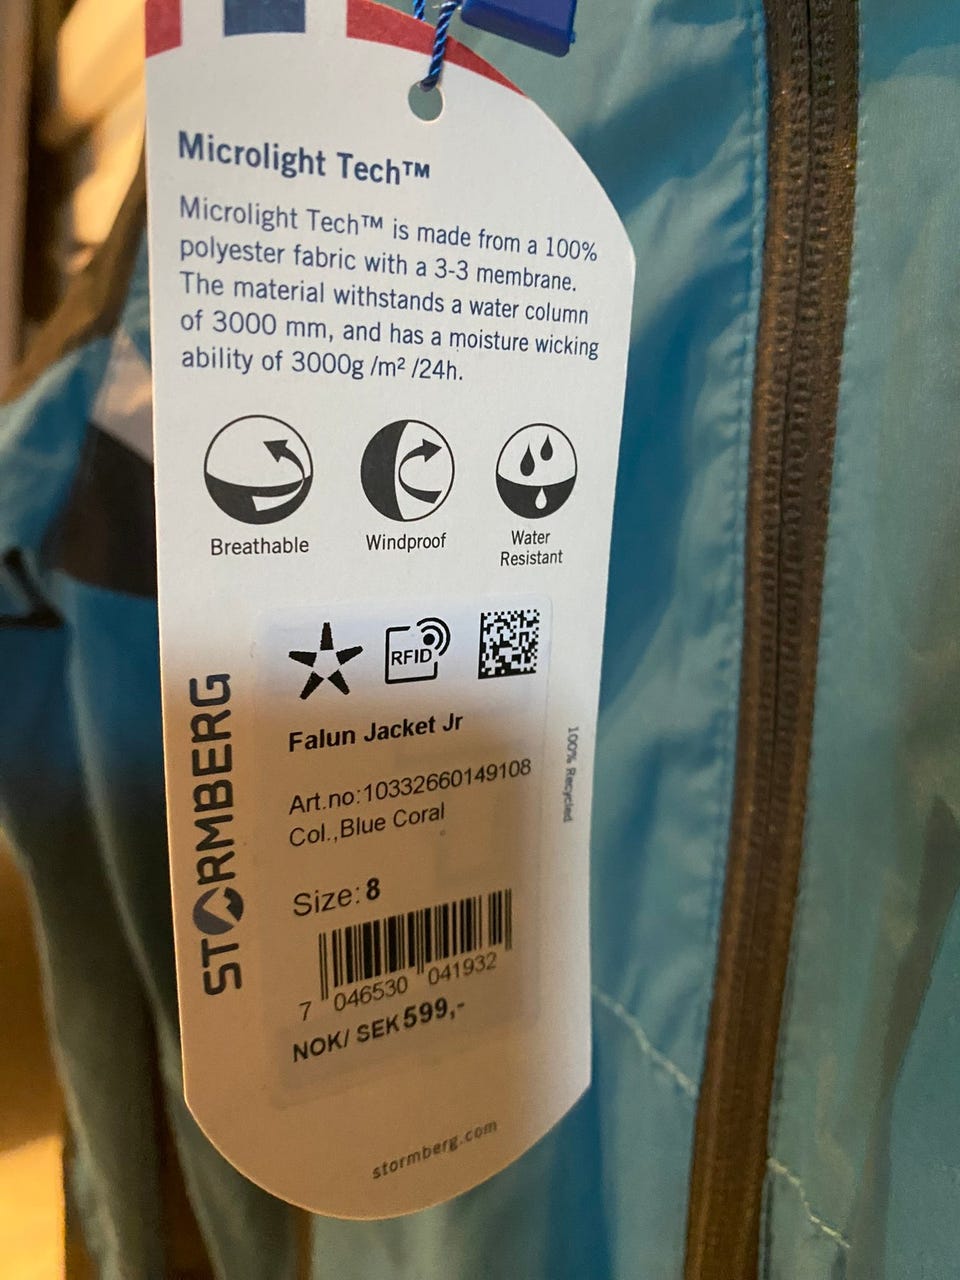 Microlight Tech™
Microlight Tech™ is made from a 100%
polyester fabric with a 3-3 membrane.
The material withstands a water column
of 3000 mm, and has a moisture wicking
ability of 3000g /m² /24h.
Breathable
Windproof
Water
Resistant
RFID
Falun Jacket Jr
Art.no:10332660149108
Col.,Blue Coral
Size: 8
7 046530 041932
NOK/ SEK 599,-
STORMBERG
100% Recycled
stormberg.com